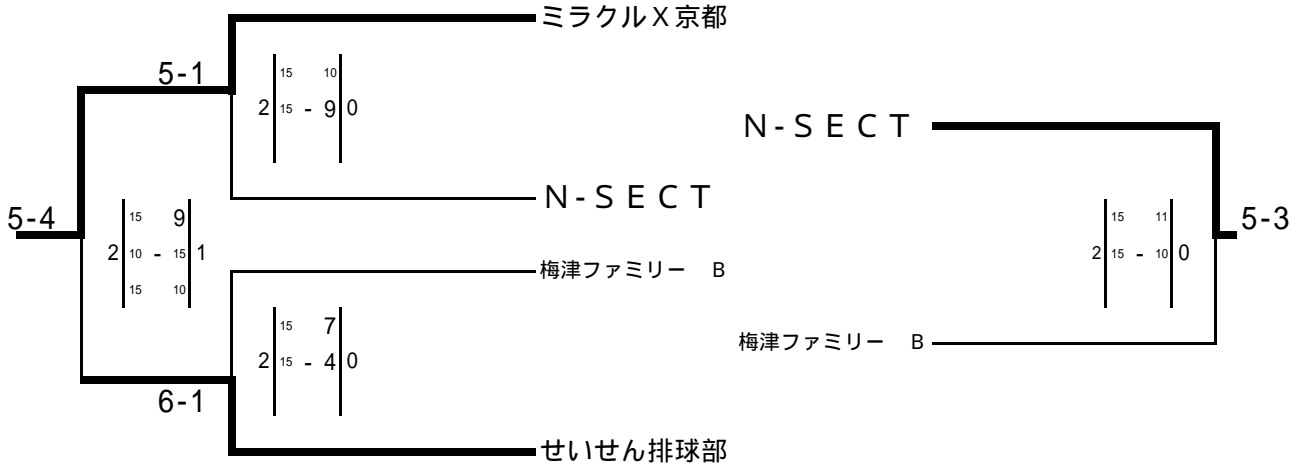 ミラクルX京都
5-1
15 10
2 15 - 9 0
N-SECT
N-SECT
5-4
15 9
2 10 - 15 1
15 10
5-3
15 11
2 15 - 10 0
梅津ファミリー B
15 7
2 15 - 4 0
梅津ファミリー B
6-1
せいせん排球部